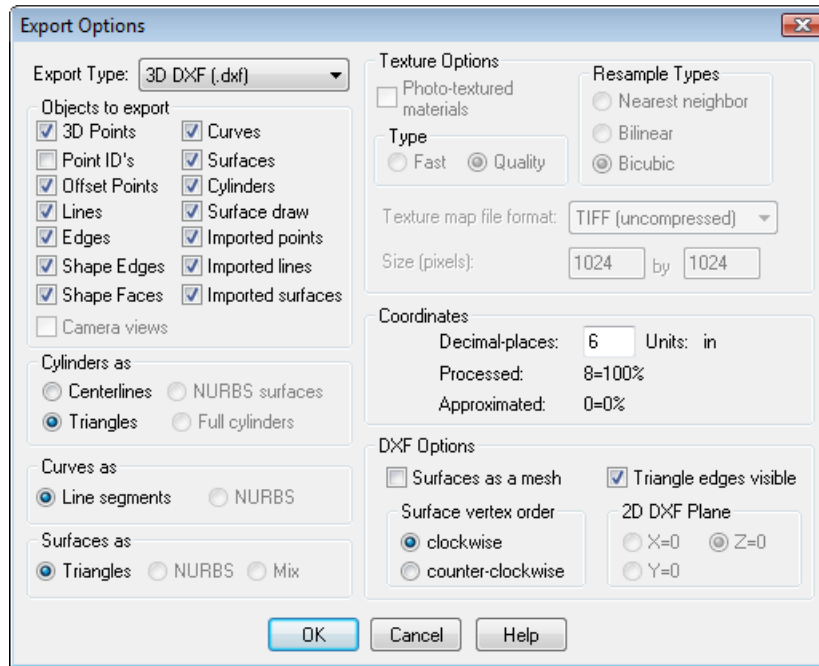 Export Options
Export Type: 3D DXF (.dxf)
Objects to export
3D Points Curves
Point ID's Surfaces
Offset Points Cylinders
Lines Surface draw
Edges Imported points
Shape Edges Imported lines
Shape Faces Imported surfaces
Camera views
Cylinders as
Centerlines NURBS surfaces
Triangles Full cylinders
Curves as
Line segments NURBS
Surfaces as
Triangles NURBS Mix
Texture Options
Photo-textured
materials
Type
Fast Quality
Resample Types
Nearest neighbor
Bilinear
Bicubic
Texture map file format: TIFF (uncompressed)
Size (pixels): 1024 by 1024
Coordinates
Decimal-places: 6 Units: in
Processed: 8=100%
Approximated: 0=0%
DXF Options
Surfaces as a mesh Triangle edges visible
Surface vertex order
clockwise
counter-clockwise
2D DXF Plane
X=0 Z=0
Y=0
OK Cancel Help